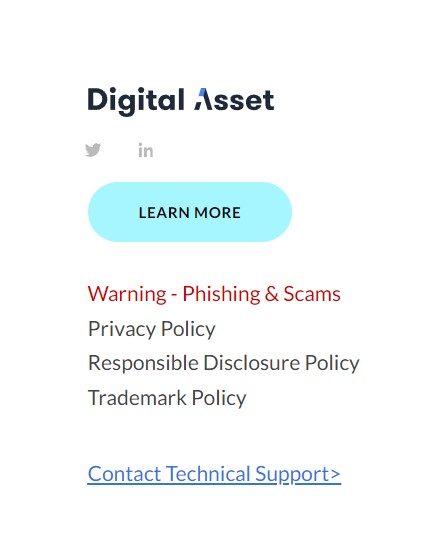 Digital Asset
LEARN MORE
Warning - Phishing & Scams
Privacy Policy
Responsible Disclosure Policy
Trademark Policy
Contact Technical Support>